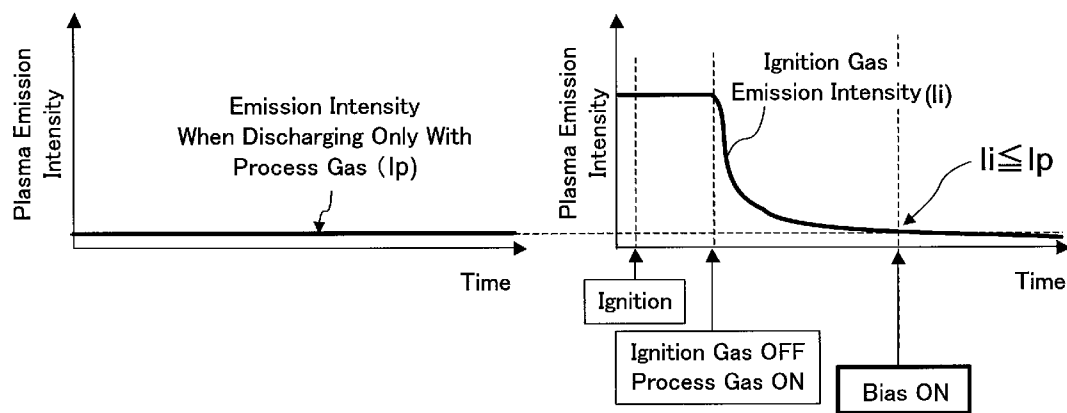 Plasma Emission
Intensity
Emission Intensity
When Discharging Only With
Process Gas (Ip)
Time
Plasma Emission
Intensity
Ignition Gas
Emission Intensity(Ii)
Ii≦Ip
Time
Ignition
Ignition Gas OFF
Process Gas ON
Bias ON